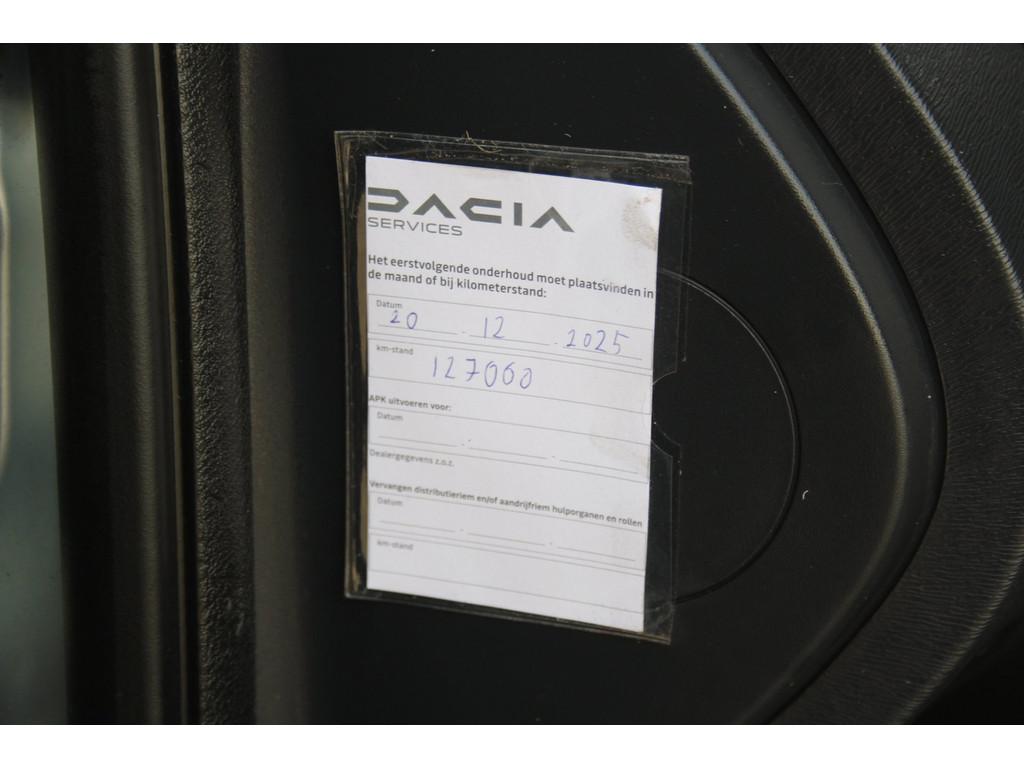 DACIA
SERVICES
Het eerstvolgende onderhoud moet plaatsvinden in
de maand of bij kilometerstand:
Datum
20 . 12 . 2025
km-stand
127000
APK uitvoeren voor:
Datum
Dealergegevens z.o.z.
Vervangen distributieriem en/of aandrijfriem hulporganen en rollen
Datum
km-stand